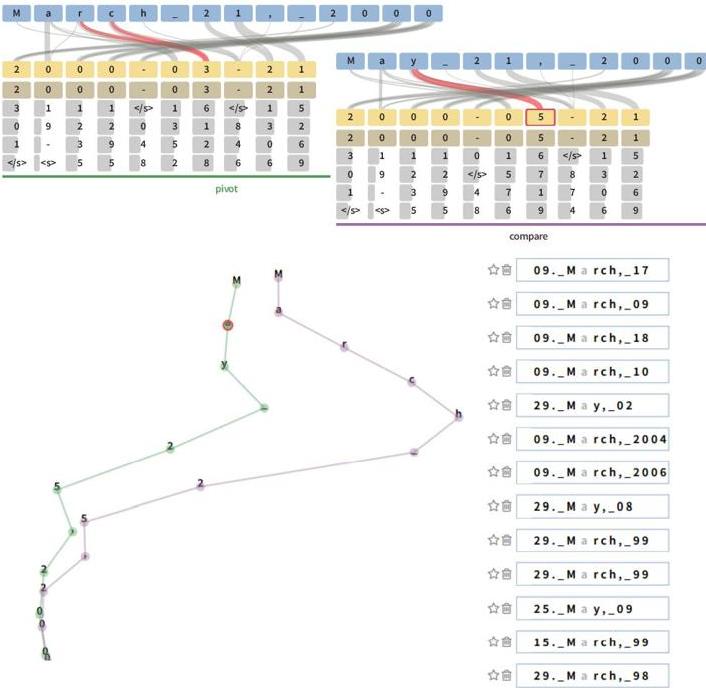 M a r c h _ 2 1 , _ 2 0 0 0
2 0 0 0 - 0 3 - 2 1
2 0 0 0 - 0 3 - 2 1
3 1 1 1 </s> 1 6 </s> 1 5
0 9 2 2 0 3 1 8 3 2
1 - 3 9 4 5 2 4 0 6
</s> <s> 5 5 8 2 8 6 6 9
pivot
M a y _ 2 1 , _ 2 0 0 0
2 0 0 0 - 0 5 - 2 1
2 0 0 0 - 0 5 - 2 1
3 1 1 1 0 1 6 </s> 1 5
0 9 2 2 </s> 5 7 8 3 2
1 - 3 9 4 7 1 7 0 6
</s> <s> 5 5 8 6 9 4 6 9
compare
M
y
_
2
5
,
2
0
0
M
a
r
c
h
_
2
5
,
2
0
09._March,_17
09._March,_09
09._March,_18
09._March,_10
29._May,_02
09._March,_2004
09._March,_2006
29._May,_08
29._March,_99
29._March,_99
25._May,_09
15._March,_99
29._March,_98